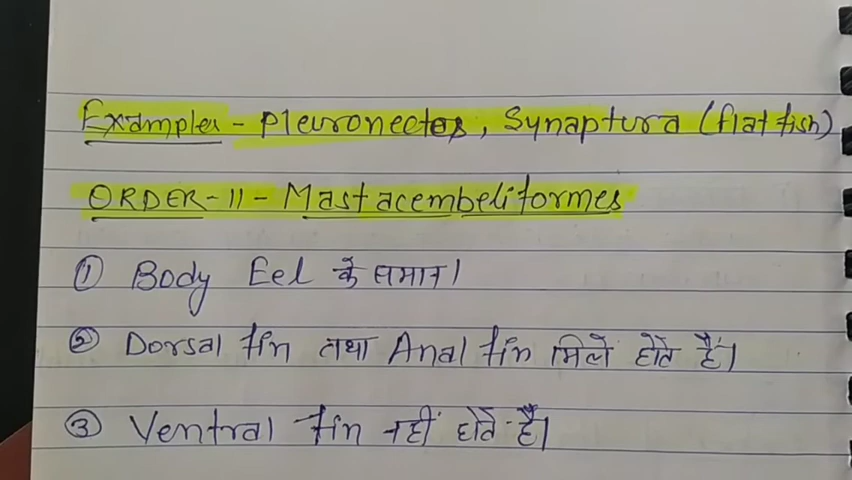 Examples - Pleuronectes, Synaptura (flat fish)
ORDER-11- Mastacembeliformes
① Body Eel के समान।
② Dorsal fin तथा Anal fin मिले होते हैं।
③ Ventral fin नहीं होते हैं।